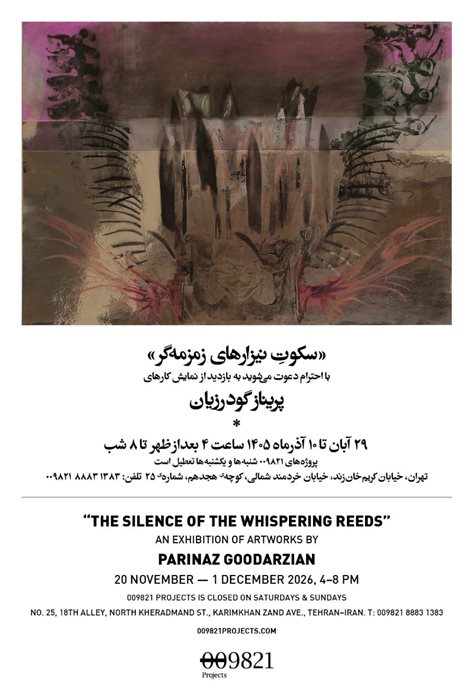 «سکوتِ نیزارهای زمزمه‌گر»
با احترام دعوت می‌شوید به بازدید از نمایش کارهای
پریناز گودرزیان
*
۲۹ آبان تا ۱۰ آذرماه ۱۴۰۵ ساعت ۴ بعدازظهر تا ۸ شب
پروژه‌های ۰۰۹۸۲۱ شنبه‌ها و یکشنبه‌ها تعطیل است
تهران، خیابان کریم‌خان‌زند، خیابان خردمند شمالی، کوچه‌ٔ هجدهم، شماره‌ٔ ۲۵ تلفن: ۱۳۸۳ ۸۸۸۳ ۰۰۹۸۲۱
“THE SILENCE OF THE WHISPERING REEDS”
AN EXHIBITION OF ARTWORKS BY
PARINAZ GOODARZIAN
20 NOVEMBER — 1 DECEMBER 2026, 4–8 PM
009821 PROJECTS IS CLOSED ON SATURDAYS & SUNDAYS
NO. 25, 18TH ALLEY, NORTH KHERADMAND ST., KARIMKHAN ZAND AVE., TEHRAN–IRAN. T: 009821 8883 1383
009821PROJECTS.COM
009821
Projects